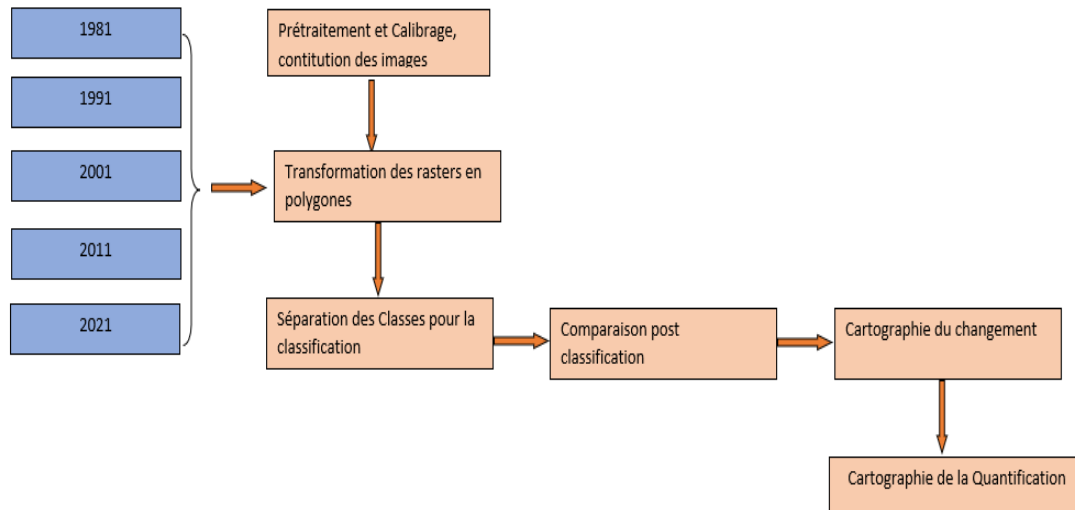 1981
1991
2001
2011
2021
Prétraitement et Calibrage,
contitution des images
Transformation des rasters en
polygones
Séparation des Classes pour la
classification
Comparaison post
classification
Cartographie du changement
Cartographie de la Quantification